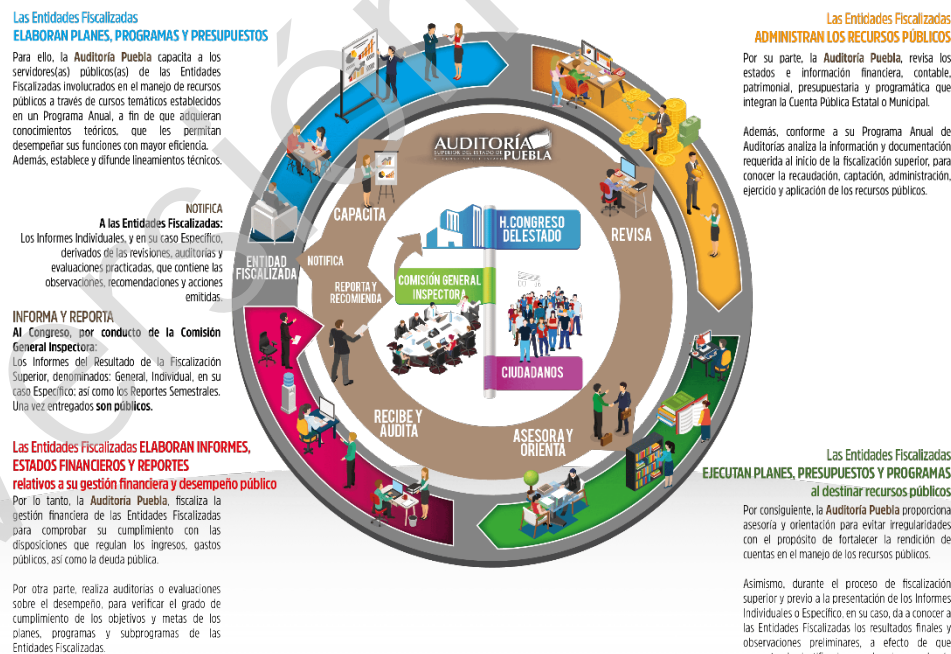 Las Entidades Fiscalizadas
ELABORAN PLANES, PROGRAMAS Y PRESUPUESTOS
Para ello, la Auditoría Puebla capacita a los
servidores(as) públicos(as) de las Entidades
Fiscalizadas involucrados en el manejo de recursos
públicos a través de cursos temáticos establecidos
en un Programa Anual, a fin de que adquieran
conocimientos teóricos, que les permitan
desempeñar sus funciones con mayor eficiencia.
Además, establece y difunde lineamientos técnicos.
NOTIFICA
A las Entidades Fiscalizadas:
Los Informes Individuales, y en su caso Específico,
derivados de las revisiones, auditorías y
evaluaciones practicadas, que contiene las
observaciones, recomendaciones y acciones
emitidas.
INFORMA Y REPORTA
Al Congreso, por conducto de la Comisión
General Inspectora:
Los Informes del Resultado de la Fiscalización
Superior, denominados: General, Individual, en su
caso Específico; así como los Reportes Semestrales.
Una vez entregados son públicos.
Las Entidades Fiscalizadas ELABORAN INFORMES,
ESTADOS FINANCIEROS Y REPORTES
relativos a su gestión financiera y desempeño público
Por lo tanto, la Auditoría Puebla, fiscaliza la
gestión financiera de las Entidades Fiscalizadas
para comprobar su cumplimiento con las
disposiciones que regulan los ingresos, gastos
públicos, así como la deuda pública.
Por otra parte, realiza auditorías o evaluaciones
sobre el desempeño, para verificar el grado de
cumplimiento de los objetivos y metas de los
planes, programas y subprogramas de las
Entidades Fiscalizadas.
AUDITORÍA
SUPERIOR DEL ESTADO DE
PUEBLA
CAPACITA
REVISA
ENTIDAD
FISCALIZADA
NOTIFICA
REPORTA Y
RECOMIENDA
H. CONGRESO
DEL ESTADO
COMISIÓN GENERAL
INSPECTORA
CIUDADANOS
RECIBE Y
AUDITA
ASESORA Y
ORIENTA
Las Entidades Fiscalizadas
ADMINISTRAN LOS RECURSOS PÚBLICOS
Por su parte, la Auditoría Puebla, revisa los
estados e información financiera, contable,
patrimonial, presupuestaria y programática que
integran la Cuenta Pública Estatal o Municipal.
Además, conforme a su Programa Anual de
Auditorías analiza la información y documentación
requerida al inicio de la fiscalización superior, para
conocer la recaudación, captación, administración,
ejercicio y aplicación de los recursos públicos.
Las Entidades Fiscalizadas
EJECUTAN PLANES, PRESUPUESTOS Y PROGRAMAS
al destinar recursos públicos
Por consiguiente, la Auditoría Puebla proporciona
asesoría y orientación para evitar irregularidades
con el propósito de fortalecer la rendición de
cuentas en el manejo de los recursos públicos.
Asimismo, durante el proceso de fiscalización
superior y previo a la presentación de los Informes
Individuales o Específico, en su caso, da a conocer a
las Entidades Fiscalizadas los resultados finales y
observaciones preliminares, a efecto de que